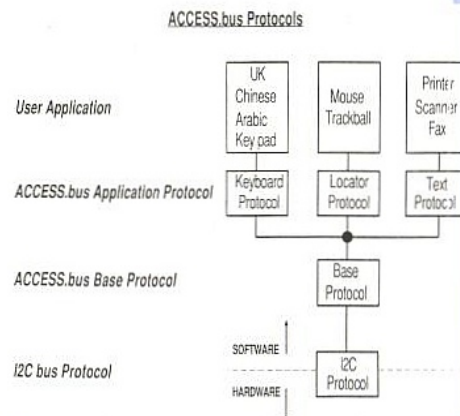 ACCESS.bus Protocols
User Application
UK
Chinese
Arabic
Keypad
Mouse
Trackball
Printer
Scanner
Fax
ACCESS.bus Application Protocol
Keyboard
Protocol
Locator
Protocol
Text
Protocol
ACCESS.bus Base Protocol
Base
Protocol
I2C bus Protocol
SOFTWARE
I2C
Protocol
HARDWARE